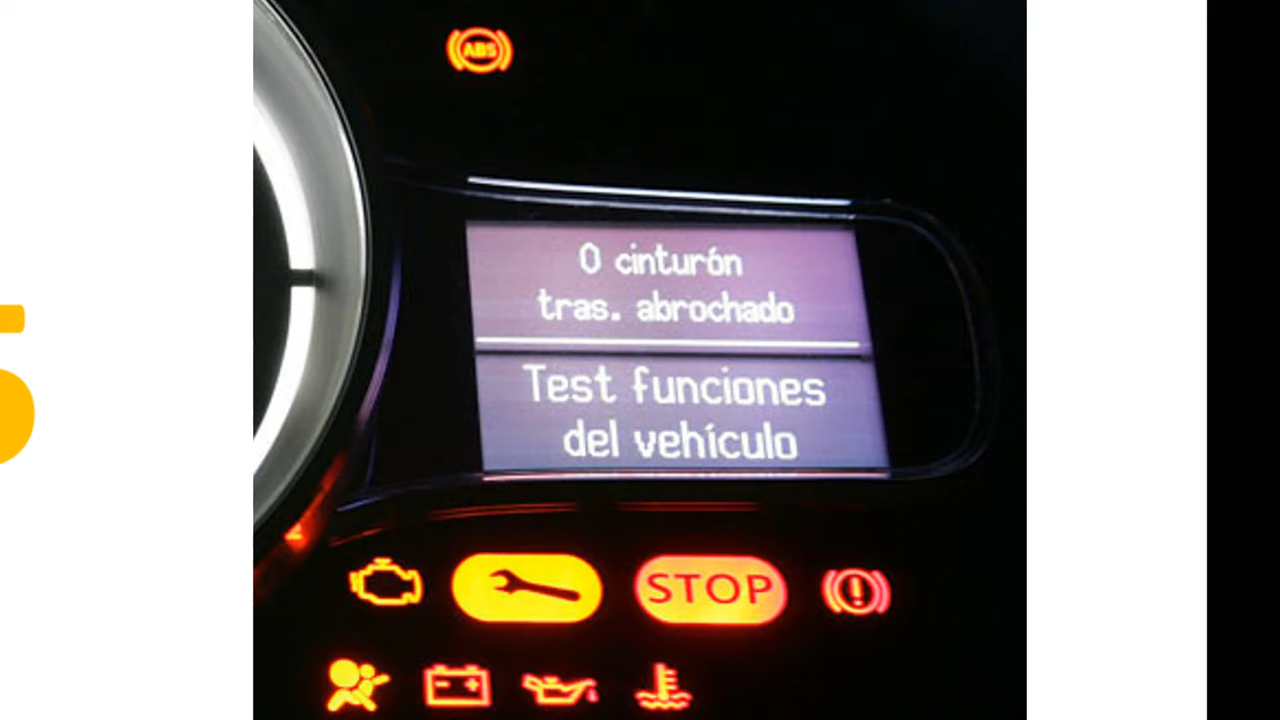 ABS
0 cinturón
tras. abrochado
Test funciones
del vehículo
STOP